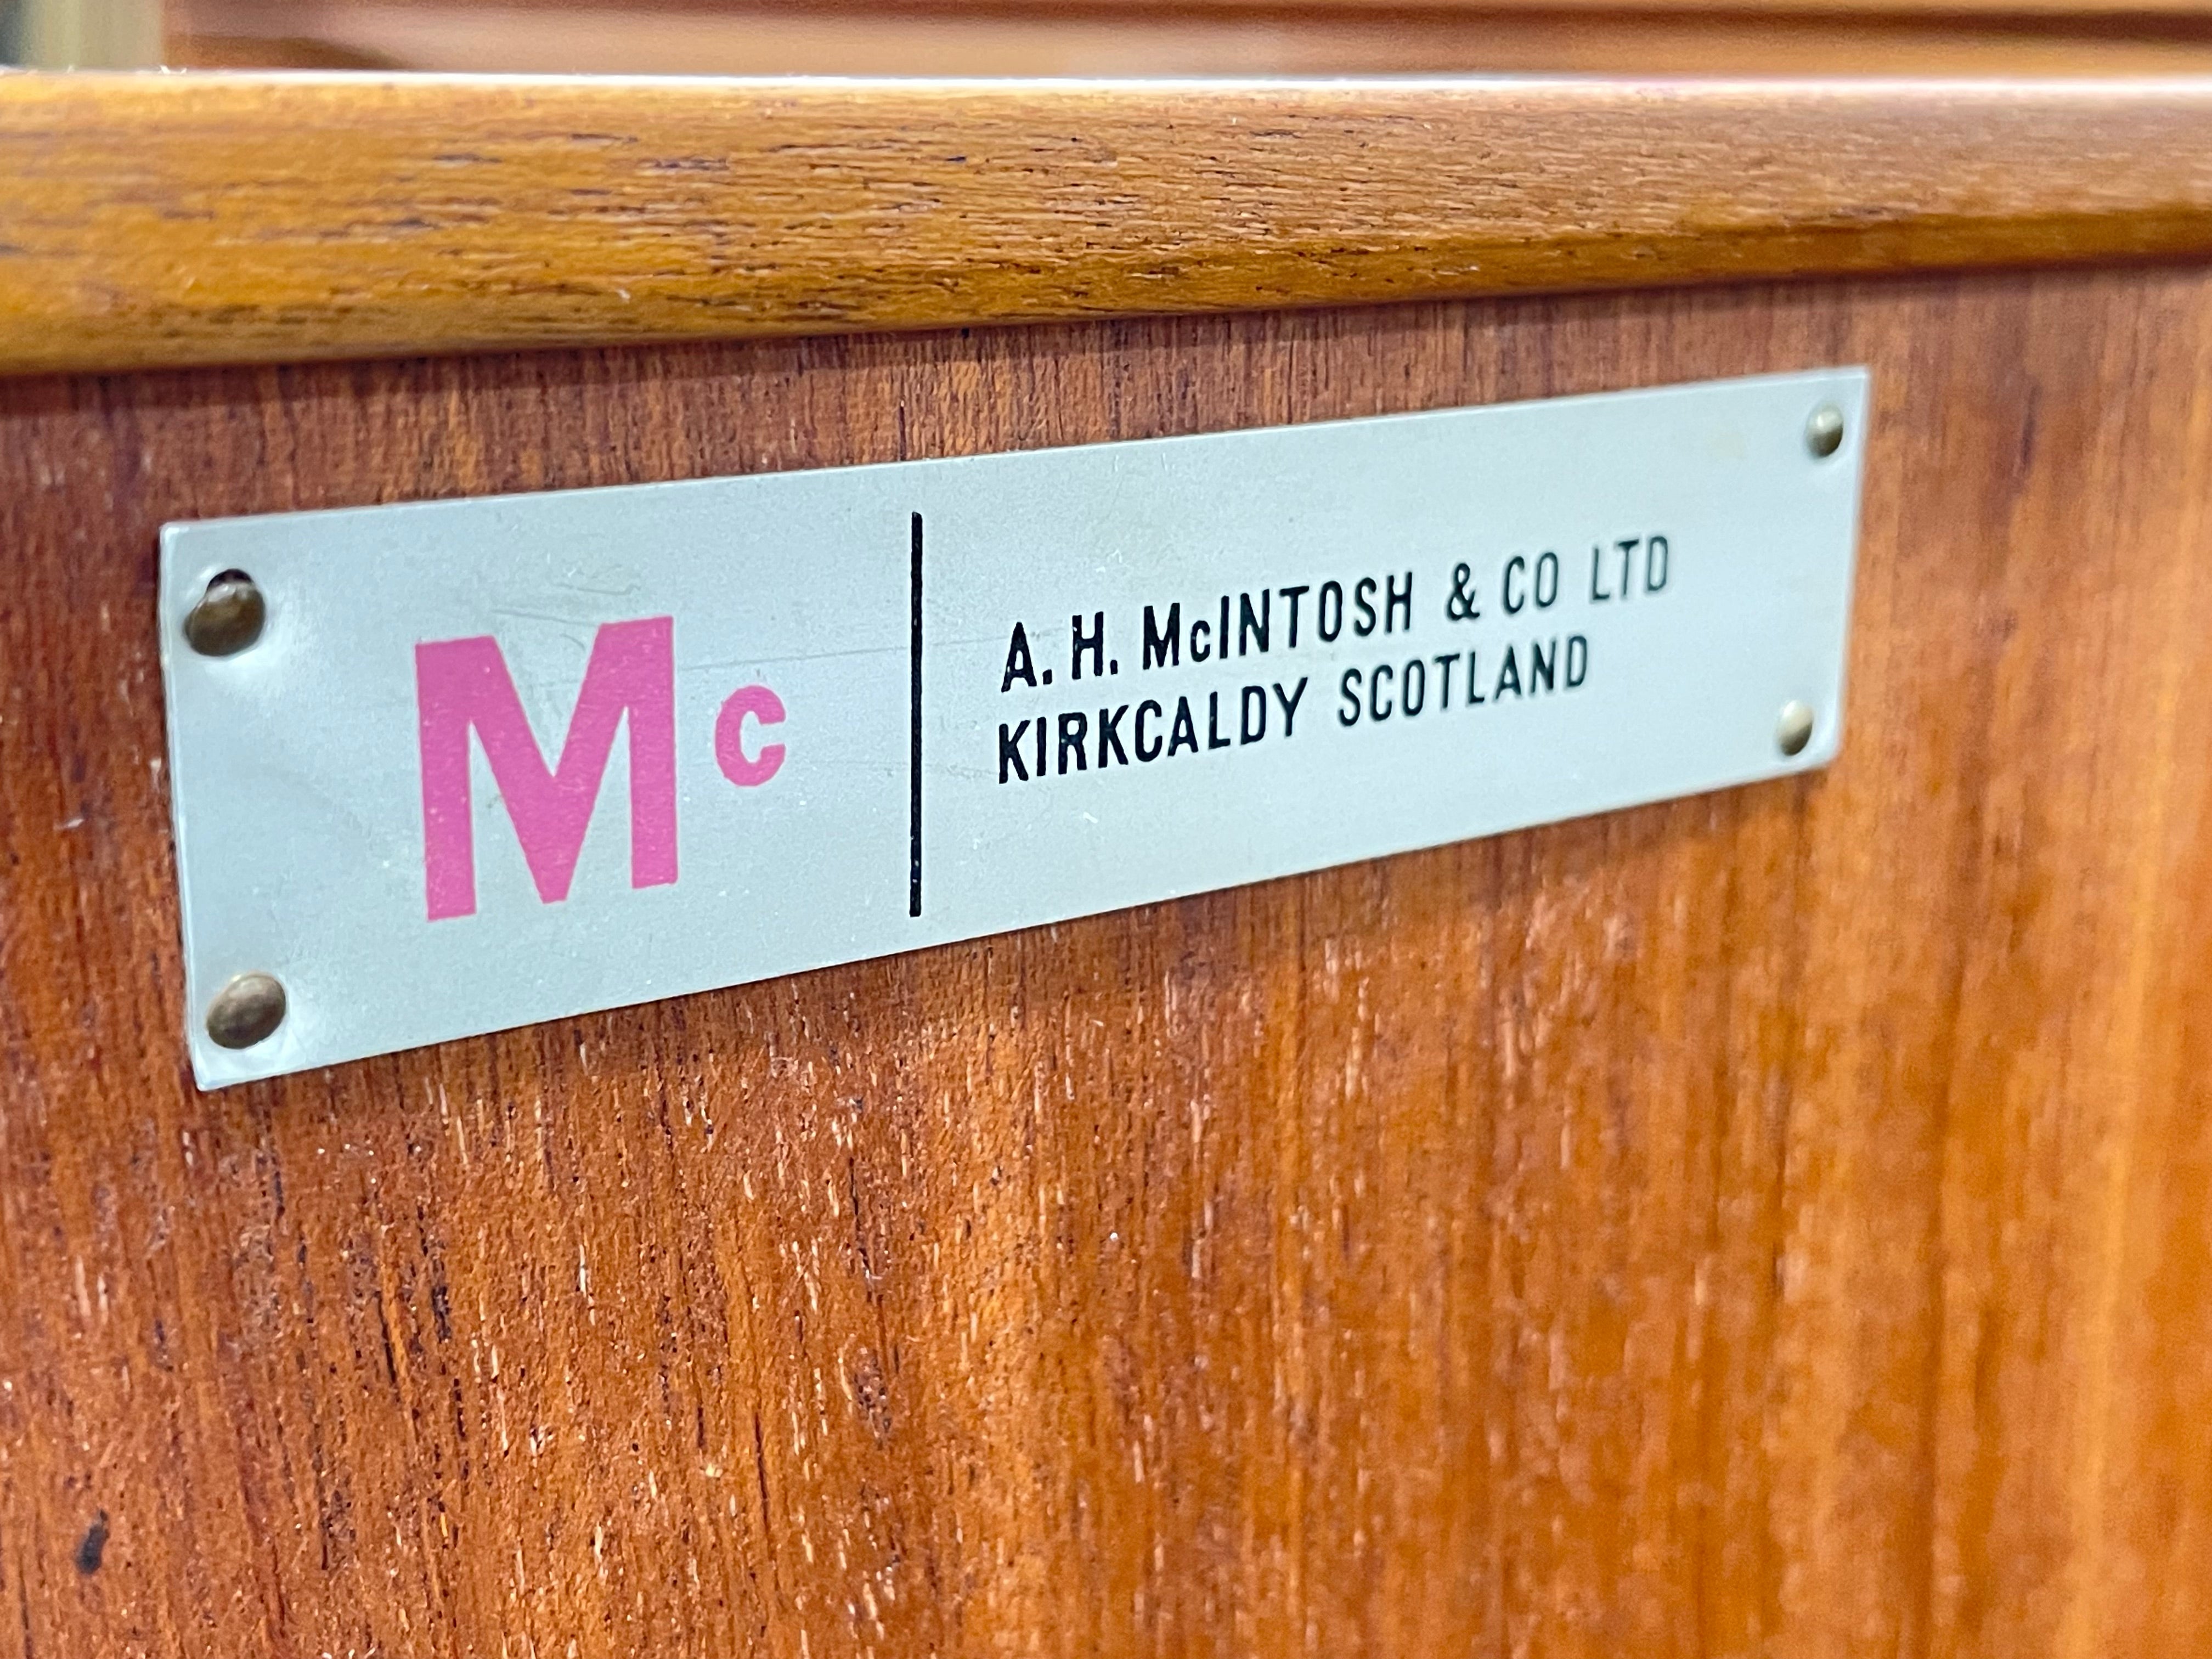 Mc
A. H. McINTOSH & CO LTD
KIRKCALDY SCOTLAND